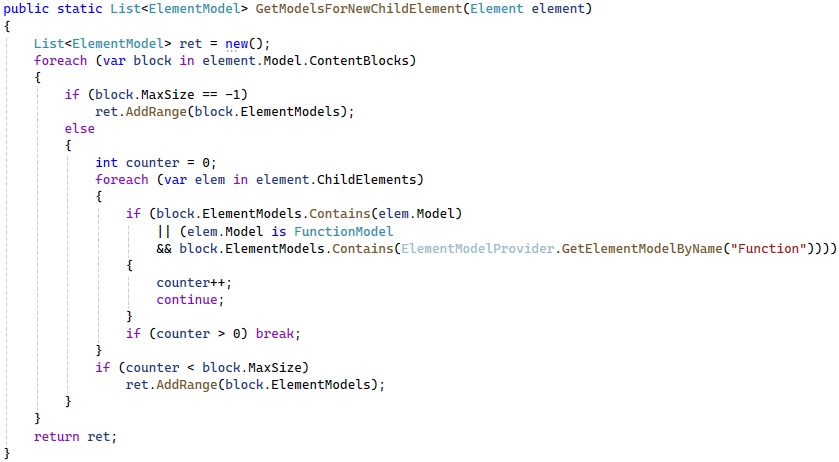 public static List<ElementModel> GetModelsForNewChildElement(Element element)
{
    List<ElementModel> ret = new();
    foreach (var block in element.Model.ContentBlocks)
    {
        if (block.MaxSize == -1)
            ret.AddRange(block.ElementModels);
        else
        {
            int counter = 0;
            foreach (var elem in element.ChildElements)
            {
                if (block.ElementModels.Contains(elem.Model)
                    || (elem.Model is FunctionModel
                    && block.ElementModels.Contains(ElementModelProvider.GetElementModelByName("Function"))))
                {
                    counter++;
                    continue;
                }
                if (counter > 0) break;
            }
            if (counter < block.MaxSize)
                ret.AddRange(block.ElementModels);
        }
    }
    return ret;
}